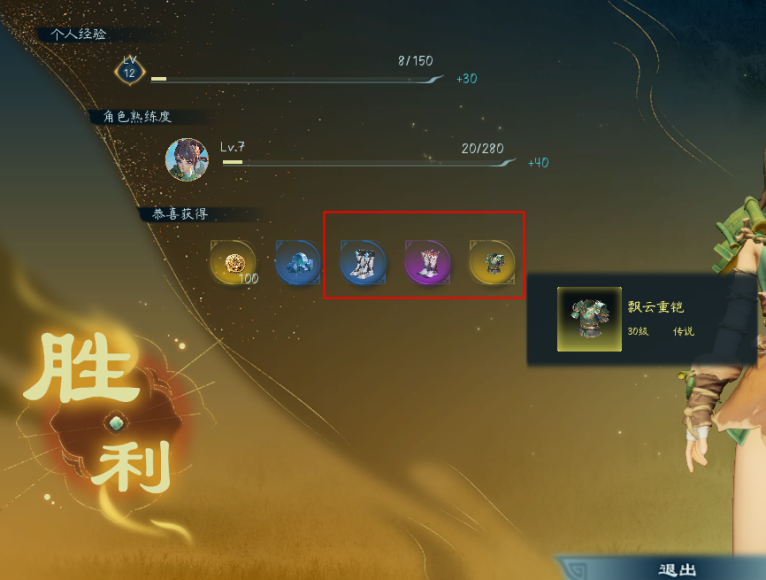 个人经验
LV
12
8/150
+30
角色熟练度
Lv.7
20/280
+40
恭喜获得
100
飘云重铠
30级 传说
胜利
退出